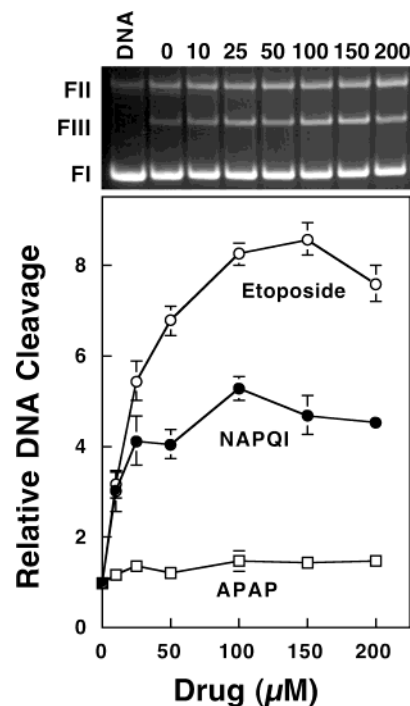 DNA 0 10 25 50 100 150 200
FII
FIII
FI
8
Etoposide
6
NAPQI
4
2
APAP
0
0 50 100 150 200
Relative DNA Cleavage
Drug (µM)